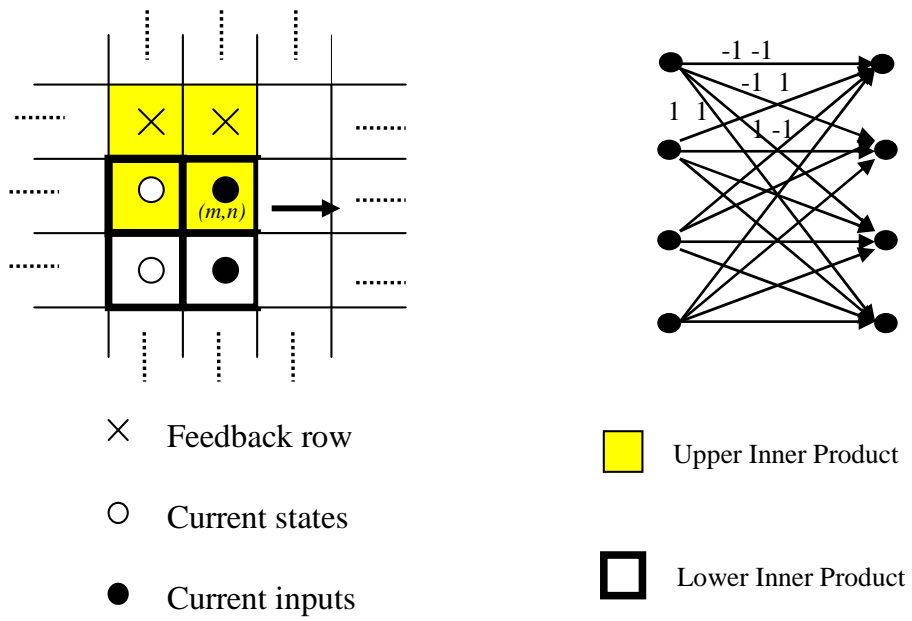 -1 -1
-1 1
1 1
1 -1
(m,n)
Feedback row
Upper Inner Product
Current states
Lower Inner Product
Current inputs